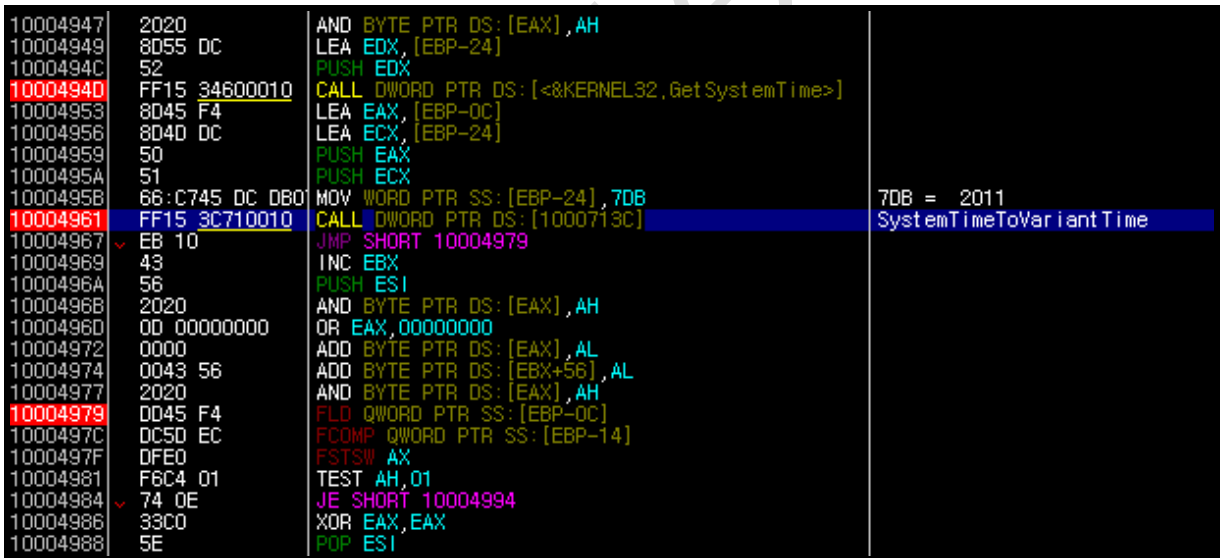 10004947 2020 AND BYTE PTR DS:[EAX],AH
10004949 8D55 DC LEA EDX,[EBP-24]
1000494C 52 PUSH EDX
1000494D FF15 34600010 CALL DWORD PTR DS:[<&KERNEL32,GetSystemTime>]
10004953 8D45 F4 LEA EAX,[EBP-0C]
10004956 8D4D DC LEA ECX,[EBP-24]
10004959 50 PUSH EAX
1000495A 51 PUSH ECX
1000495B 66:C745 DC DB07 MOV WORD PTR SS:[EBP-24],7DB 7DB = 2011
10004961 FF15 3C710010 CALL DWORD PTR DS:[1000713C] SystemTimeToVariantTime
10004967 EB 10 JMP SHORT 10004979
10004969 43 INC EBX
1000496A 56 PUSH ESI
1000496B 2020 AND BYTE PTR DS:[EAX],AH
1000496D 0D 00000000 OR EAX,00000000
10004972 0000 ADD BYTE PTR DS:[EAX],AL
10004974 0043 56 ADD BYTE PTR DS:[EBX+56],AL
10004977 2020 AND BYTE PTR DS:[EAX],AH
10004979 DD45 F4 FLD QWORD PTR SS:[EBP-0C]
1000497C DC5D EC FCOMP QWORD PTR SS:[EBP-14]
1000497F DFE0 FSTSW AX
10004981 F6C4 01 TEST AH,01
10004984 74 0E JE SHORT 10004994
10004986 33C0 XOR EAX,EAX
10004988 5E POP ESI